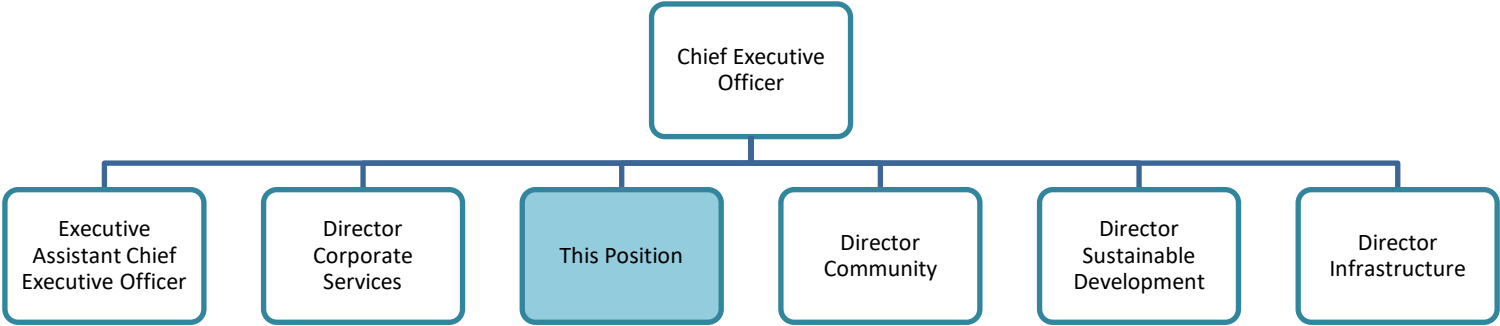 Chief Executive
Officer
Executive
Assistant Chief
Executive Officer
Director
Corporate
Services
This Position
Director
Community
Director
Sustainable
Development
Director
Infrastructure